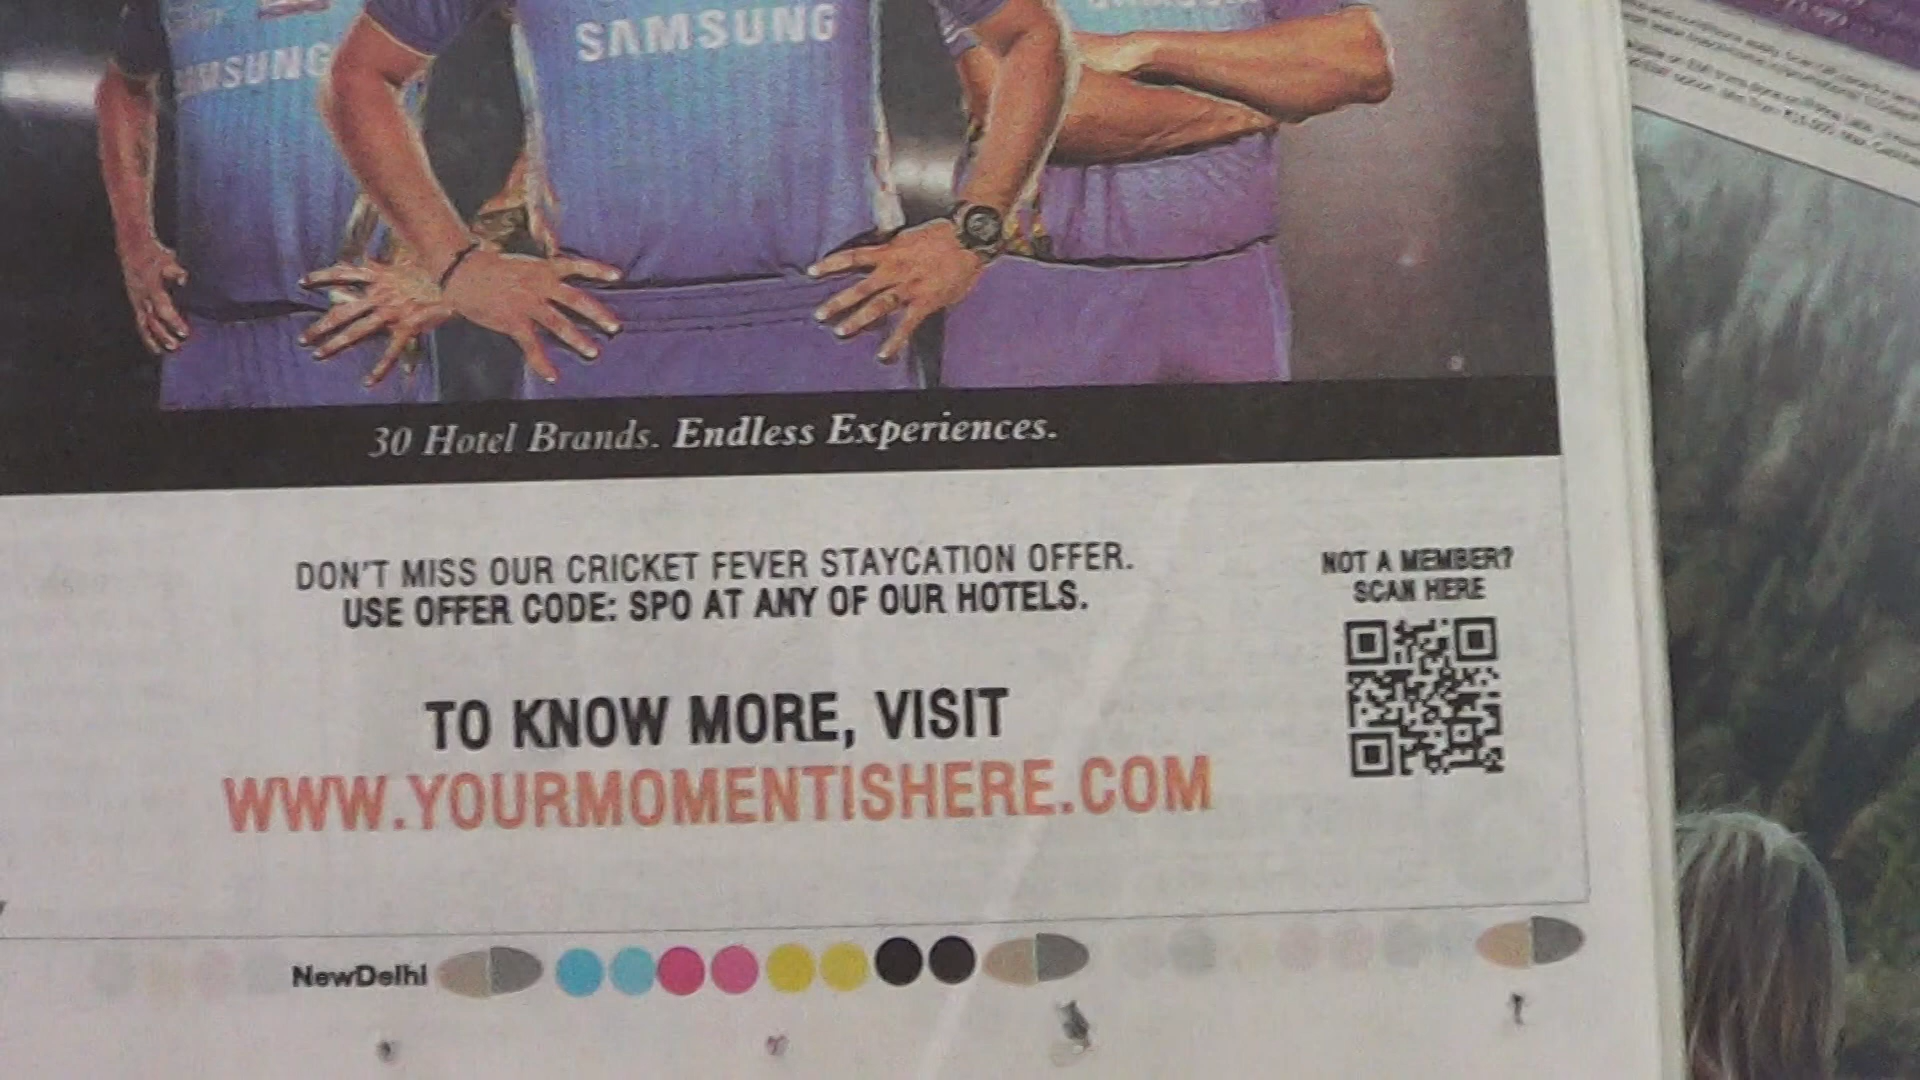 SAMSUNG
SAMSUNG
30 Hotel Brands. Endless Experiences.
DON'T MISS OUR CRICKET FEVER STAYCATION OFFER.
USE OFFER CODE: SPO AT ANY OF OUR HOTELS.
NOT A MEMBER?
SCAN HERE
TO KNOW MORE, VISIT
WWW.YOURMOMENTISHERE.COM
NewDelhi